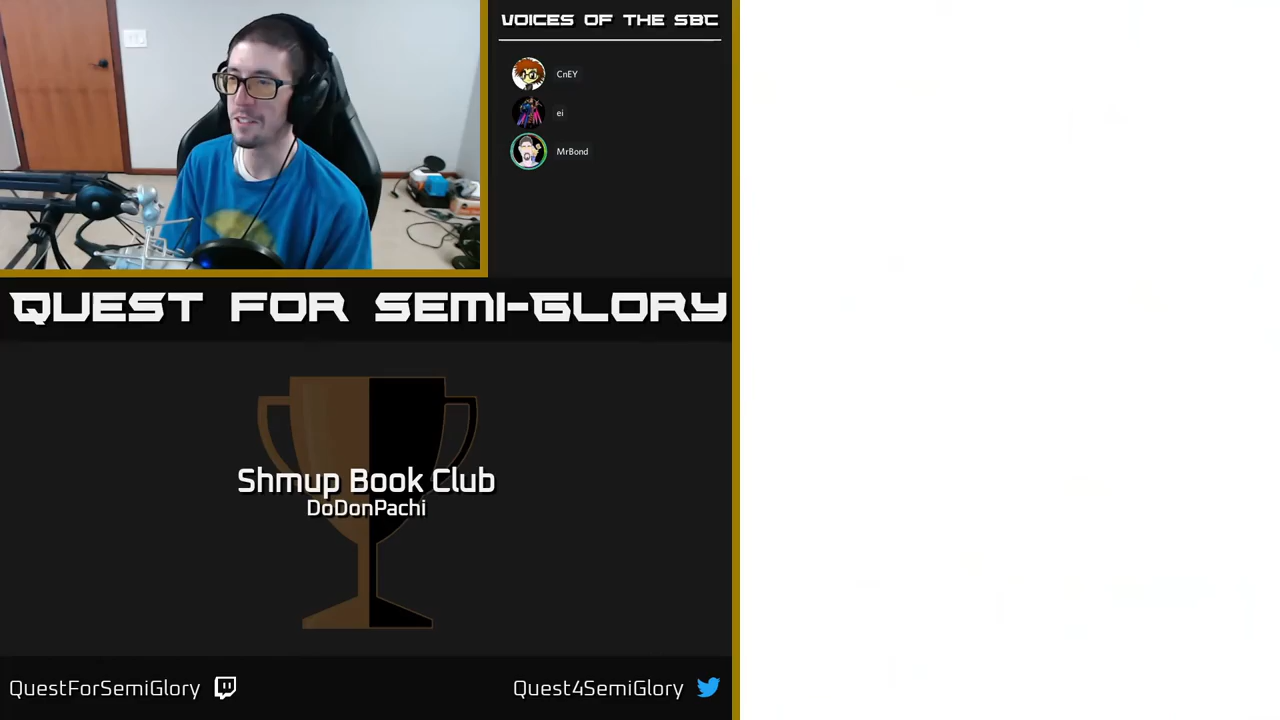 VOICES OF THE SBC
CnEY
ei
MrBond
QUEST FOR SEMI-GLORY
Shmup Book Club
DoDonPachi
QuestForSemiGlory
Quest4SemiGlory